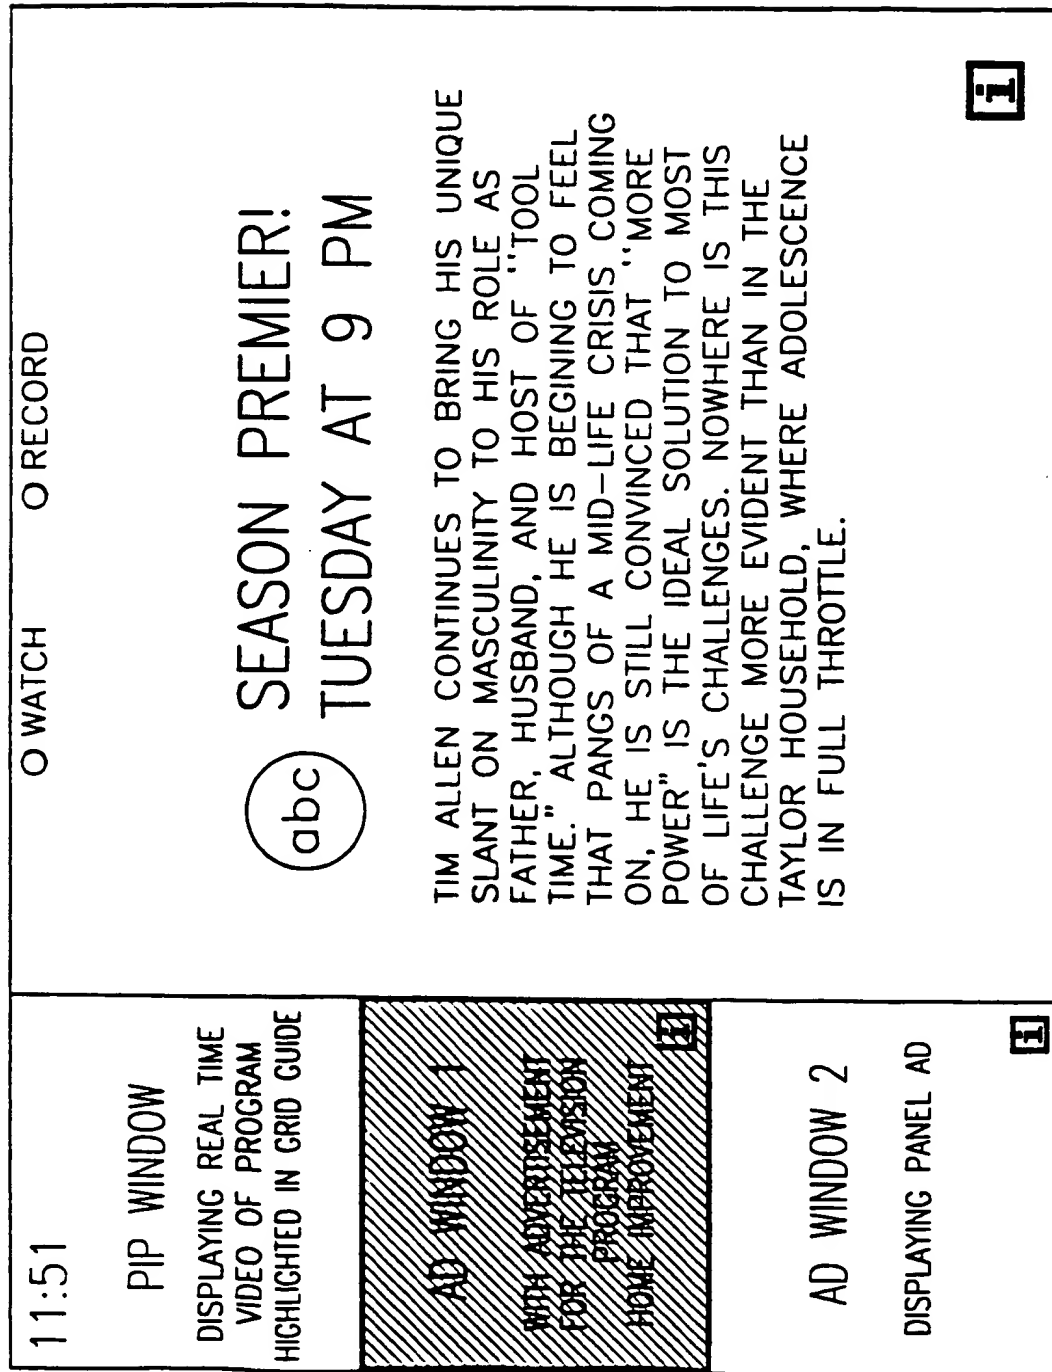 11:51
PIP WINDOW
DISPLAYING REAL TIME
VIDEO OF PROGRAM
HIGHLIGHTED IN GRID GUIDE
AD WINDOW 1
WITH ADVERTISEMENT
FOR THE TELEVISION
PROGRAM
HOME IMPROVEMENT
i
AD WINDOW 2
DISPLAYING PANEL AD
i
O WATCH O RECORD
abc
SEASON PREMIER!
TUESDAY AT 9 PM
TIM ALLEN CONTINUES TO BRING HIS UNIQUE
SLANT ON MASCULINITY TO HIS ROLE AS
FATHER, HUSBAND, AND HOST OF "TOOL
TIME." ALTHOUGH HE IS BEGINING TO FEEL
THAT PANGS OF A MID-LIFE CRISIS COMING
ON, HE IS STILL CONVINCED THAT "MORE
POWER" IS THE IDEAL SOLUTION TO MOST
OF LIFE'S CHALLENGES. NOWHERE IS THIS
CHALLENGE MORE EVIDENT THAN IN THE
TAYLOR HOUSEHOLD, WHERE ADOLESCENCE
IS IN FULL THROTTLE.
i